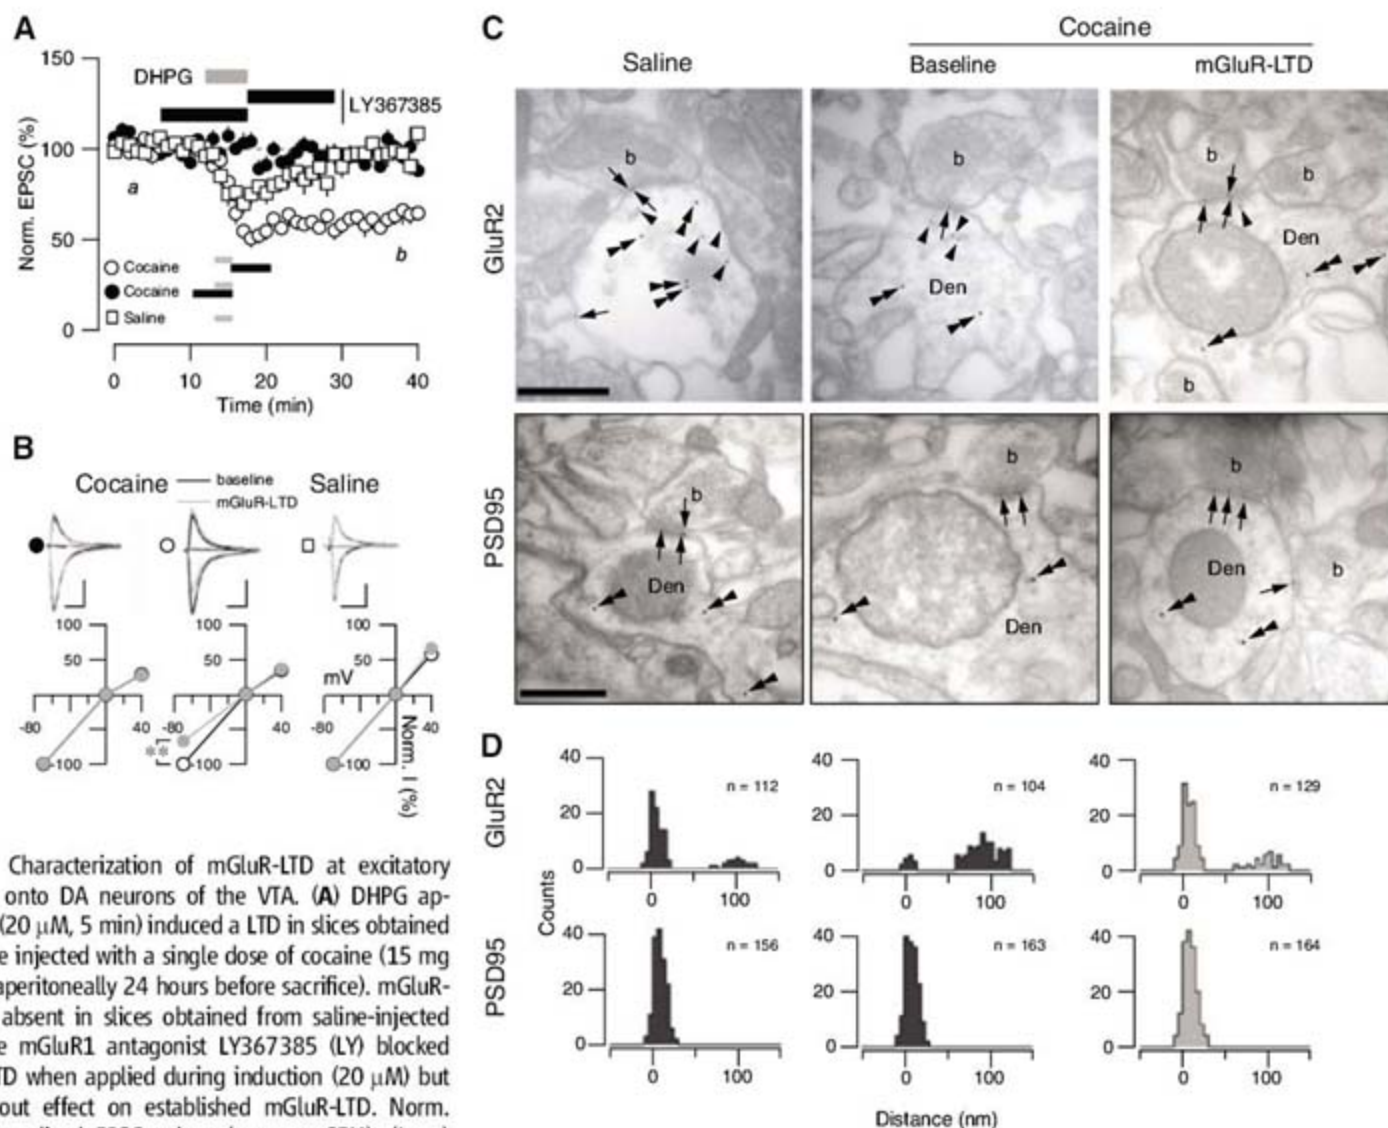 A
150
DHPG
LY367385
Norm. EPSC (%)
100
a
50
b
Cocaine
Cocaine
Saline
0
0 10 20 30 40
Time (min)
B
Cocaine
baseline
mGluR-LTD
Saline
100 100 100
50 50 50
mV
-80 40 -80 40 -80 40
**
-100 -100 -100
Norm. I (%)
Characterization of mGluR-LTD at excitatory
onto DA neurons of the VTA. (A) DHPG ap-
(20 µM, 5 min) induced a LTD in slices obtained
e injected with a single dose of cocaine (15 mg
aperitoneally 24 hours before sacrifice). mGluR-
absent in slices obtained from saline-injected
e mGluR1 antagonist LY367385 (LY) blocked
TD when applied during induction (20 µM) but
out effect on established mGluR-LTD. Norm.
C
Cocaine
Saline
Baseline
mGluR-LTD
GluR2
b
b
Den
b
b
Den
b
PSD95
b
Den
b
Den
b
Den
b
D
GluR2
40 40 40
n = 112 n = 104 n = 129
20 20 20
0 0 0
0 100 0 100 0 100
Counts
PSD95
40 40 40
n = 156 n = 163 n = 164
20 20 20
0 0 0
0 100 0 100 0 100
Distance (nm)